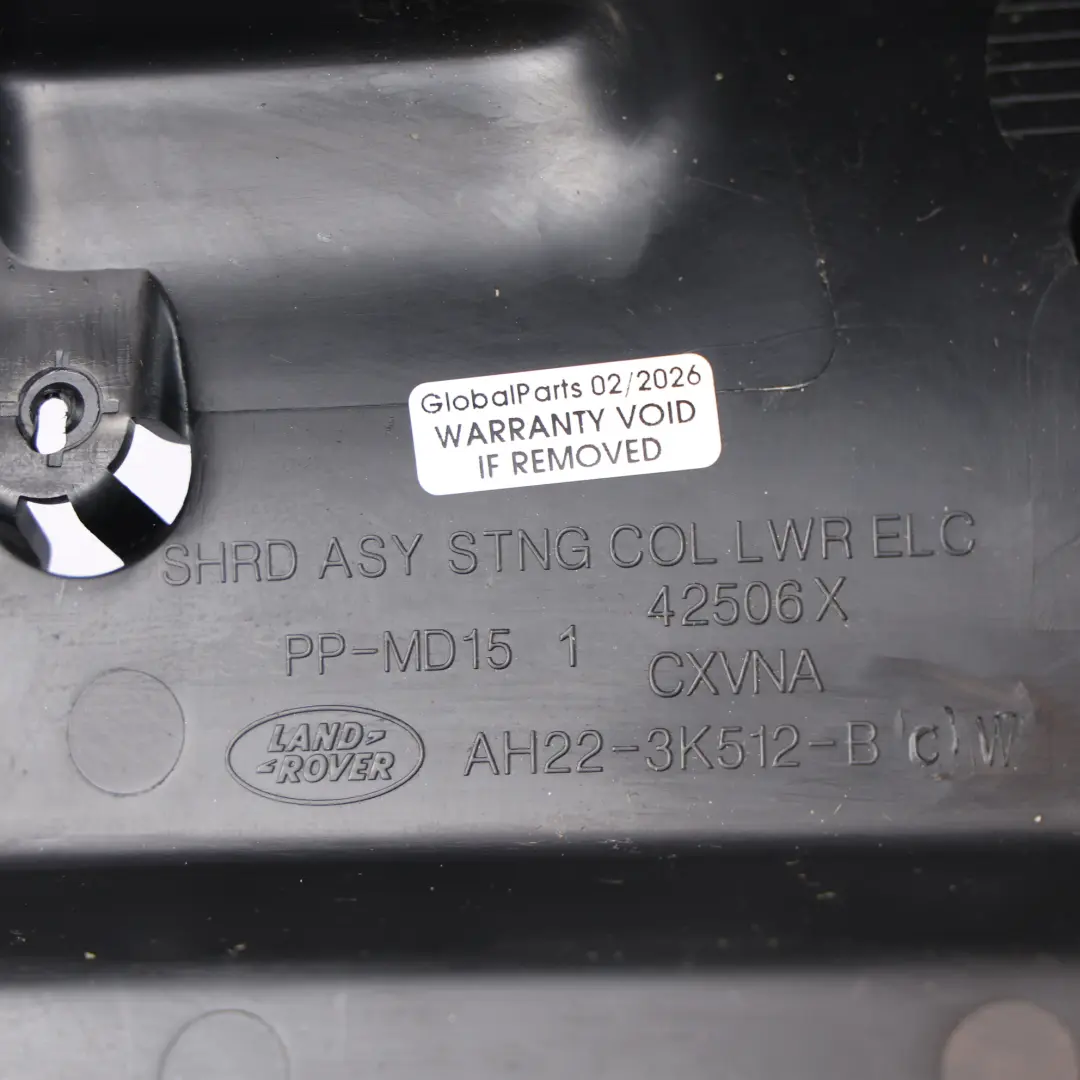 GlobalParts 02/2026
WARRANTY VOID
IF REMOVED
SHRD ASY STNG COL LWR ELC
42506X
PP-MD15 1
CXVNA
LAND-
-ROVER
AH22-3K512-B (C) W